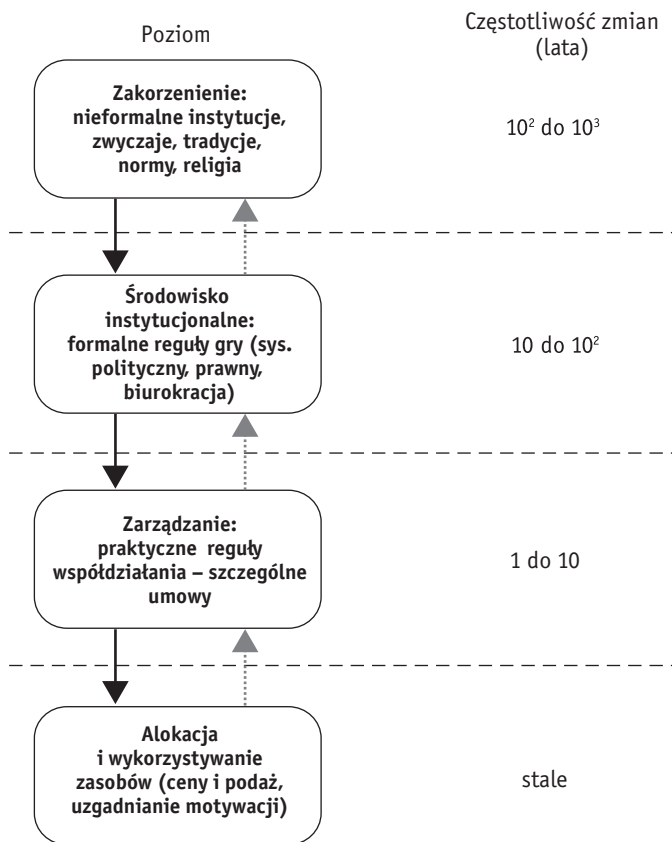 Poziom
Częstotliwość zmian
(lata)
Zakorzenienie:
nieformalne instytucje,
zwyczaje, tradycje,
normy, religia
10² do 10³
Środowisko
instytucjonalne:
formalne reguły gry (sys.
polityczny, prawny,
biurokracja)
10 do 10²
Zarządzanie:
praktyczne reguły
współdziałania – szczególne
umowy
1 do 10
Alokacja
i wykorzystywanie
zasobów (ceny i podaż,
uzgadnianie motywacji)
stale